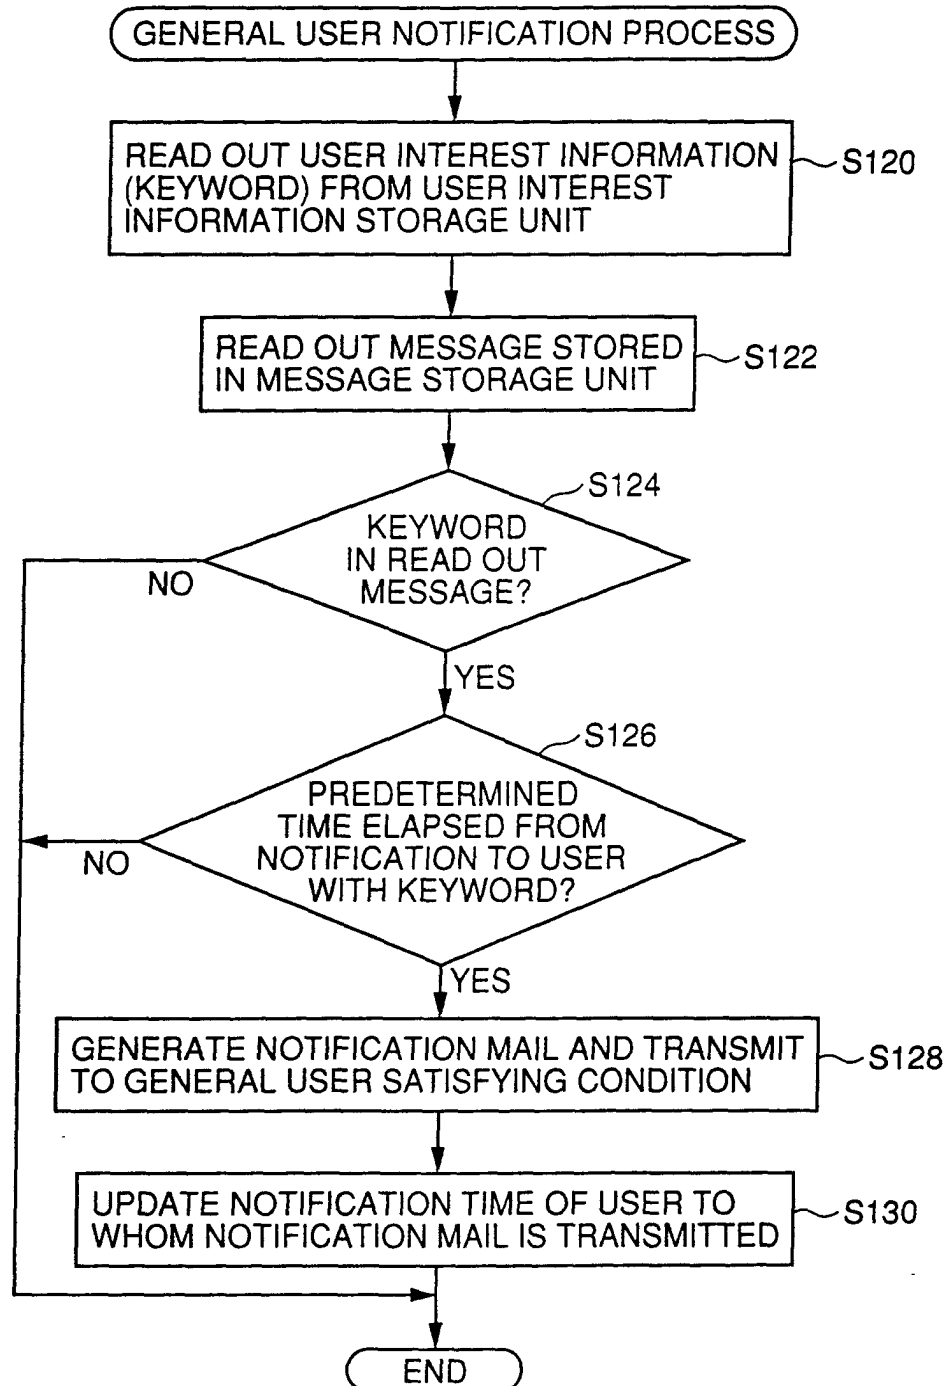 GENERAL USER NOTIFICATION PROCESS
READ OUT USER INTEREST INFORMATION
(KEYWORD) FROM USER INTEREST
INFORMATION STORAGE UNIT
S120
READ OUT MESSAGE STORED
IN MESSAGE STORAGE UNIT
S122
S124
KEYWORD
IN READ OUT
MESSAGE?
NO
YES
S126
PREDETERMINED
TIME ELAPSED FROM
NOTIFICATION TO USER
WITH KEYWORD?
NO
YES
GENERATE NOTIFICATION MAIL AND TRANSMIT
TO GENERAL USER SATISFYING CONDITION
S128
UPDATE NOTIFICATION TIME OF USER TO
WHOM NOTIFICATION MAIL IS TRANSMITTED
S130
END